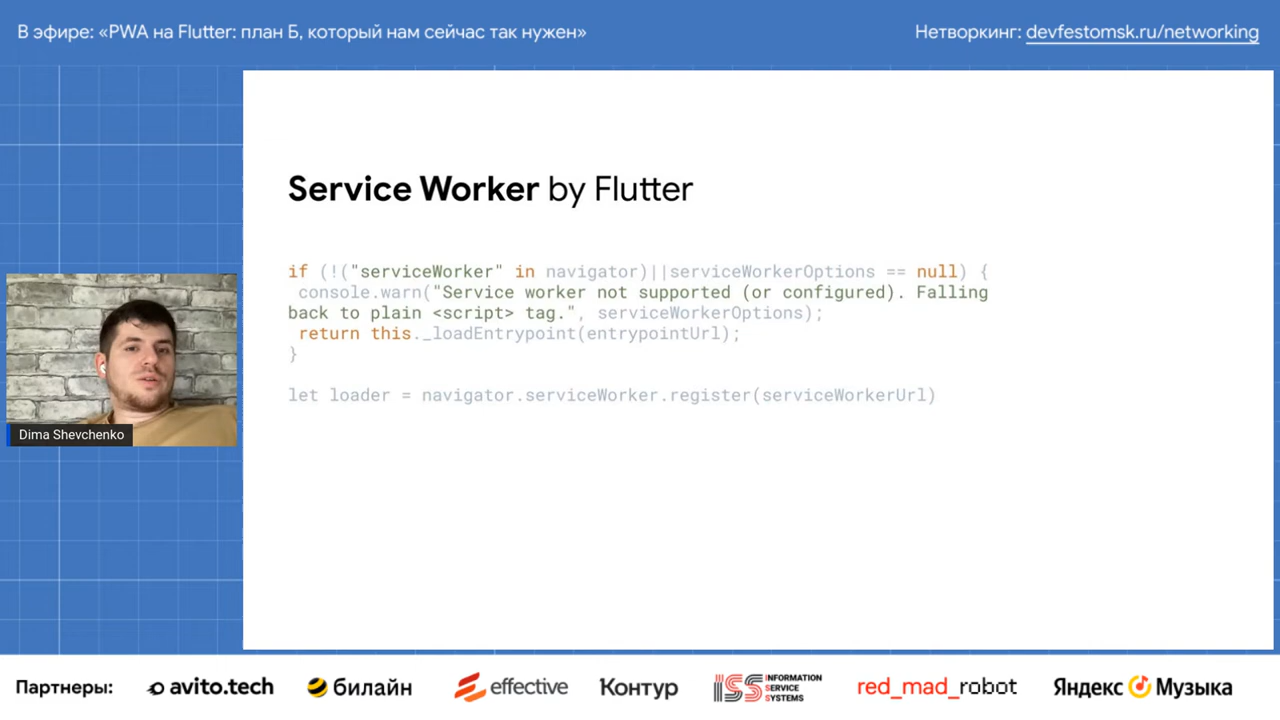 В эфире: «PWA на Flutter: план Б, который нам сейчас так нужен»
Нетворкинг: devfestomsk.ru/networking
Service Worker by Flutter
if (!("serviceWorker" in navigator)||serviceWorkerOptions == null) {
console.warn("Service worker not supported (or configured). Falling
back to plain <script> tag.", serviceWorkerOptions);
return this._loadEntrypoint(entrypointUrl);
}
let loader = navigator.serviceWorker.register(serviceWorkerUrl)
Dima Shevchenko
Партнеры:
avito.tech
билайн
effective
Контур
ISS INFORMATION SERVICE SYSTEMS
red_mad_robot
Яндекс Музыка